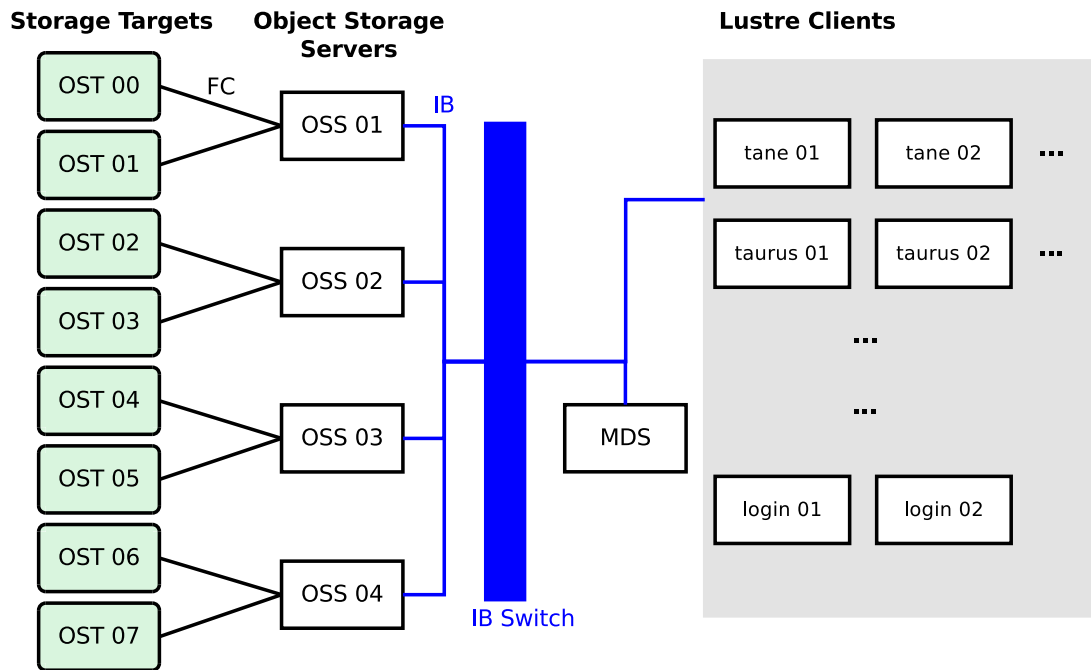 Storage Targets
Object Storage
Servers
Lustre Clients
OST 00
FC
OST 01
OSS 01
IB
OST 02
OST 03
OSS 02
OST 04
OST 05
OSS 03
OST 06
OST 07
OSS 04
IB Switch
MDS
tane 01
tane 02
...
taurus 01
taurus 02
...
...
...
login 01
login 02